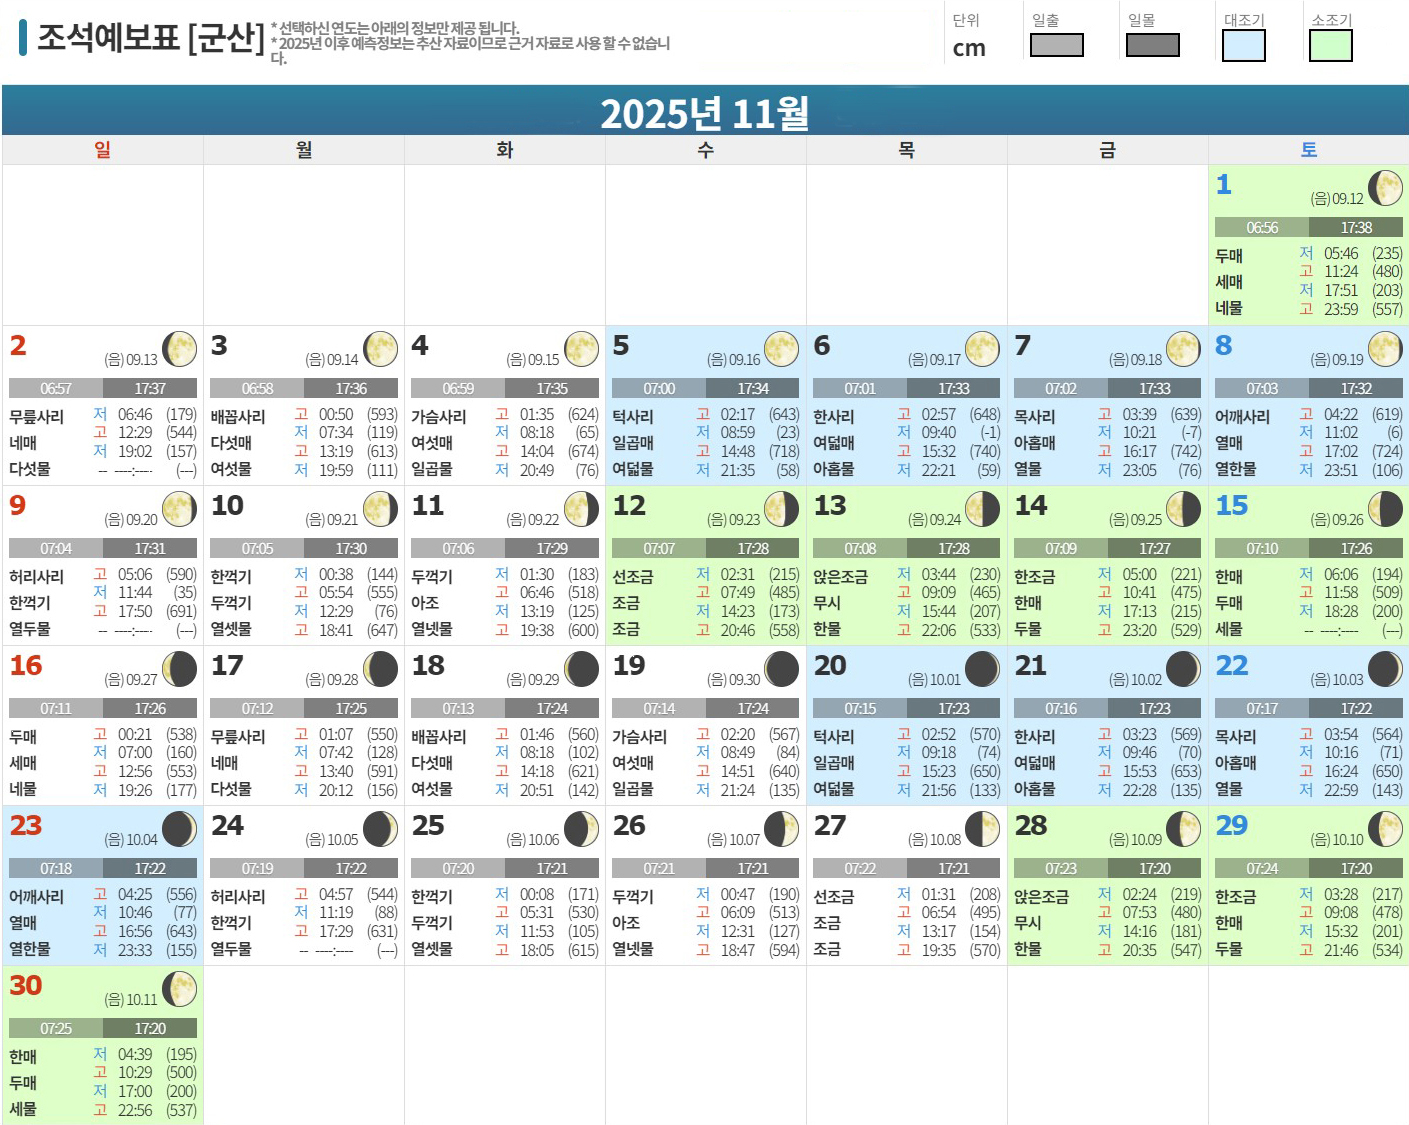 조석예보표 [군산]
* 선택하신 연도는 아래의 정보만 제공 됩니다.
* 2025년 이후 예측정보는 추산 자료이므로 근거 자료로 사용 할 수 없습니
다.
단위 일출 일몰 대조기 소조기
cm
2025년 11월
일 월 화 수 목 금 토
1 (음) 09.12
06:56 17:38
두매
세매
네물
저 05:46 (235)
고 11:24 (480)
저 17:51 (203)
고 23:59 (557)
2 (음) 09.13
06:57 17:37
무릎사리
네매
다섯물
저 06:46 (179)
고 12:29 (544)
저 19:02 (157)
-- ----:---- (---)
3 (음) 09.14
06:58 17:36
배꼽사리
다섯매
여섯물
고 00:50 (593)
저 07:34 (119)
고 13:19 (613)
저 19:59 (111)
4 (음) 09.15
06:59 17:35
가슴사리
여섯매
일곱물
고 01:35 (624)
저 08:18 (65)
고 14:04 (674)
저 20:49 (76)
5 (음) 09.16
07:00 17:34
턱사리
일곱매
여덟물
고 02:17 (643)
저 08:59 (23)
고 14:48 (718)
저 21:35 (58)
6 (음) 09.17
07:01 17:33
한사리
여덟매
아홉물
고 02:57 (648)
저 09:40 (-1)
고 15:32 (740)
저 22:21 (59)
7 (음) 09.18
07:02 17:33
목사리
아홉매
열물
고 03:39 (639)
저 10:21 (-7)
고 16:17 (742)
저 23:05 (76)
8 (음) 09.19
07:03 17:32
어깨사리
열매
열한물
고 04:22 (619)
저 11:02 (6)
고 17:02 (724)
저 23:51 (106)
9 (음) 09.20
07:04 17:31
허리사리
한꺽기
열두물
고 05:06 (590)
저 11:44 (35)
고 17:50 (691)
-- ----:---- (---)
10 (음) 09.21
07:05 17:30
한꺽기
두꺽기
열셋물
저 00:38 (144)
고 05:54 (555)
저 12:29 (76)
고 18:41 (647)
11 (음) 09.22
07:06 17:29
두꺽기
아조
열넷물
저 01:30 (183)
고 06:46 (518)
저 13:19 (125)
고 19:38 (600)
12 (음) 09.23
07:07 17:28
선조금
조금
조금
저 02:31 (215)
고 07:49 (485)
저 14:23 (173)
고 20:46 (558)
13 (음) 09.24
07:08 17:28
앉은조금
무시
한물
저 03:44 (230)
고 09:09 (465)
저 15:44 (207)
고 22:06 (533)
14 (음) 09.25
07:09 17:27
한조금
한매
두물
저 05:00 (221)
고 10:41 (475)
저 17:13 (215)
고 23:20 (529)
15 (음) 09.26
07:10 17:26
한매
두매
세물
저 06:06 (194)
고 11:58 (509)
저 18:28 (200)
-- ----:---- (---)
16 (음) 09.27
07:11 17:26
두매
세매
네물
고 00:21 (538)
저 07:00 (160)
고 12:56 (553)
저 19:26 (177)
17 (음) 09.28
07:12 17:25
무릎사리
네매
다섯물
고 01:07 (550)
저 07:42 (128)
고 13:40 (591)
저 20:12 (156)
18 (음) 09.29
07:13 17:24
배꼽사리
다섯매
여섯물
고 01:46 (560)
저 08:18 (102)
고 14:18 (621)
저 20:51 (142)
19 (음) 09.30
07:14 17:24
가슴사리
여섯매
일곱물
고 02:20 (567)
저 08:49 (84)
고 14:51 (640)
저 21:24 (135)
20 (음) 10.01
07:15 17:23
턱사리
일곱매
여덟물
고 02:52 (570)
저 09:18 (74)
고 15:23 (650)
저 21:56 (133)
21 (음) 10.02
07:16 17:23
한사리
여덟매
아홉물
고 03:23 (569)
저 09:46 (70)
고 15:53 (653)
저 22:28 (135)
22 (음) 10.03
07:17 17:22
목사리
아홉매
열물
고 03:54 (564)
저 10:16 (71)
고 16:24 (650)
저 22:59 (143)
23 (음) 10.04
07:18 17:22
어깨사리
열매
열한물
고 04:25 (556)
저 10:46 (77)
고 16:56 (643)
저 23:33 (155)
24 (음) 10.05
07:19 17:22
허리사리
한꺽기
열두물
고 04:57 (544)
저 11:19 (88)
고 17:29 (631)
-- ----:---- (---)
25 (음) 10.06
07:20 17:21
한꺽기
두꺽기
열셋물
저 00:08 (171)
고 05:31 (530)
저 11:53 (105)
고 18:05 (615)
26 (음) 10.07
07:21 17:21
두꺽기
아조
열넷물
저 00:47 (190)
고 06:09 (513)
저 12:31 (127)
고 18:47 (594)
27 (음) 10.08
07:22 17:21
선조금
조금
조금
저 01:31 (208)
고 06:54 (495)
저 13:17 (154)
고 19:35 (570)
28 (음) 10.09
07:23 17:20
앉은조금
무시
한물
저 02:24 (219)
고 07:53 (480)
저 14:16 (181)
고 20:35 (547)
29 (음) 10.10
07:24 17:20
한조금
한매
두물
저 03:28 (217)
고 09:08 (478)
저 15:32 (201)
고 21:46 (534)
30 (음) 10.11
07:25 17:20
한매
두매
세물
저 04:39 (195)
고 10:29 (500)
저 17:00 (200)
고 22:56 (537)